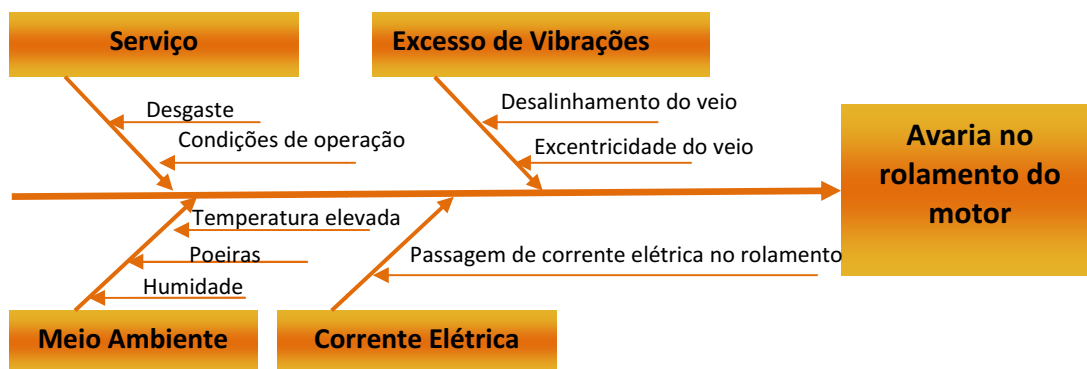 Serviço
Excesso de Vibrações
Desgaste
Condições de operação
Desalinhamento do veio
Excentricidade do veio
Avaria no
rolamento do
motor
Temperatura elevada
Poeiras
Humidade
Passagem de corrente elétrica no rolamento
Meio Ambiente
Corrente Elétrica